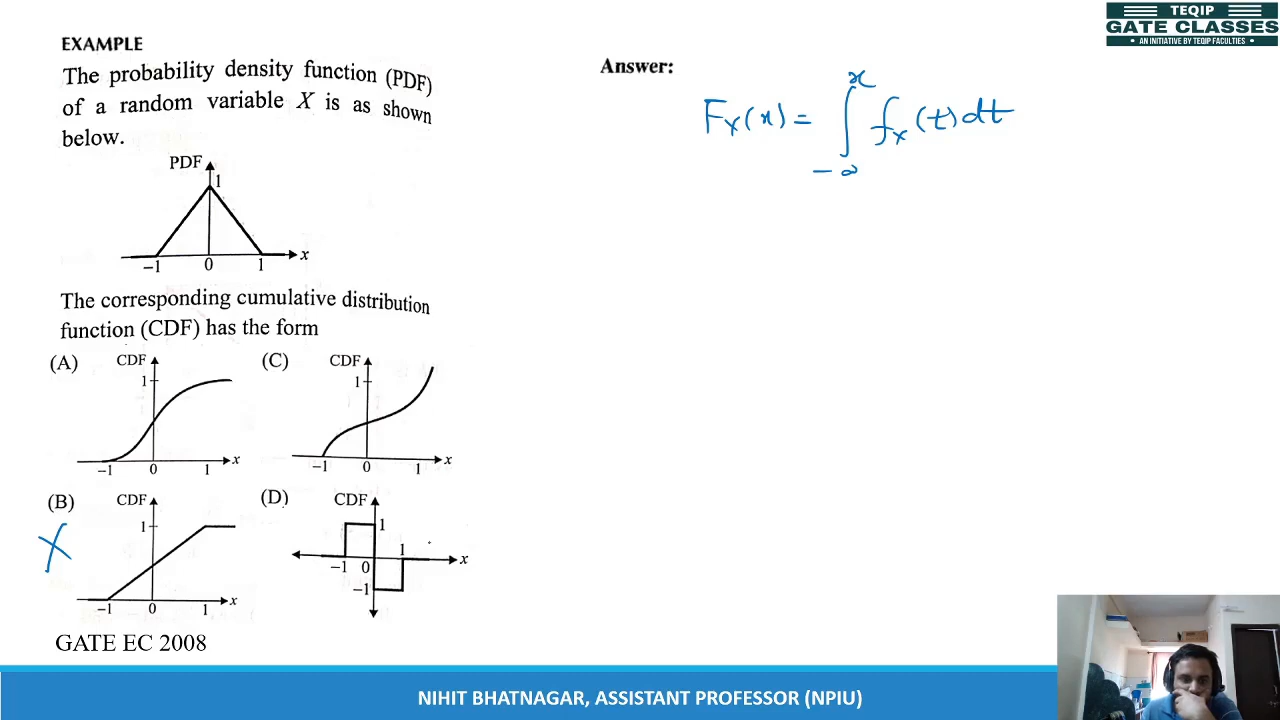 TEQIP
GATE CLASSES
AN INITIATIVE BY TEQIP FACULTIES
EXAMPLE
The probability density function (PDF)
of a random variable X is as shown
below.
PDF
1
-1 0 1 x
The corresponding cumulative distribution
function (CDF) has the form
(A) CDF
1
-1 0 1 x
(C) CDF
1
-1 0 1 x
(B) CDF
1
-1 0 1 x
(D) CDF
1
-1 0 1 x
-1
GATE EC 2008
Answer:
F_X(x) = ∫_{-∞}^{x} f_X(t) dt
X
NIHIT BHATNAGAR, ASSISTANT PROFESSOR (NPIU)